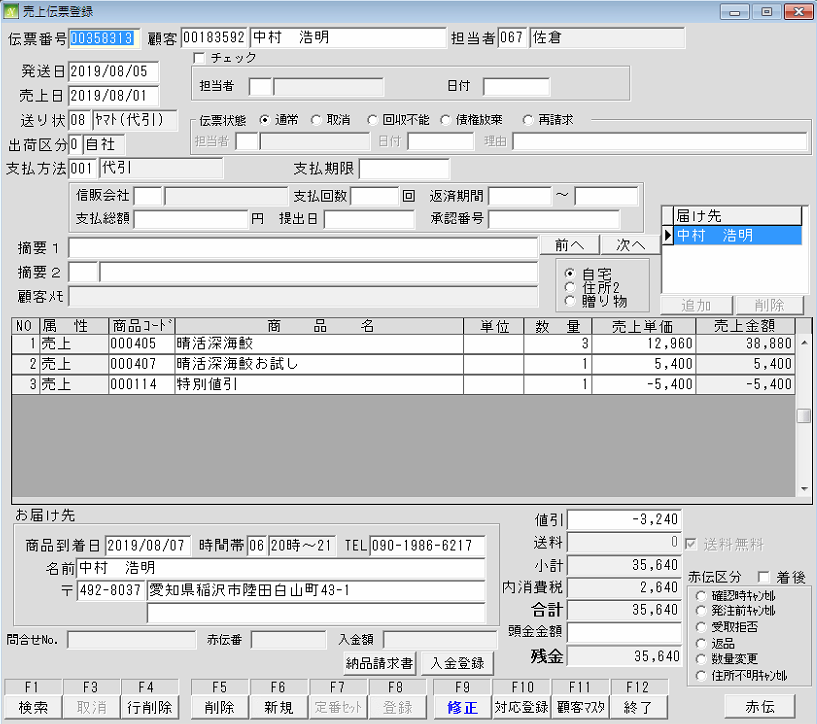 売上伝票登録
伝票番号 00358313 顧客 00183592 中村　浩明 担当者 067 佐倉
発送日 2019/08/05 チェック
担当者 日付
売上日 2019/08/01
送り状 08 ﾔﾏﾄ(代引) 伝票状態 通常 取消 回収不能 債権放棄 再請求
出荷区分 0 自社 担当者 日付 理由
支払方法 001 代引 支払期限
信販会社 支払回数 回 返済期間 ～
支払総額 円 提出日 承認番号
届け先
中村　浩明
摘要１ 前へ 次へ
摘要２ 自宅
顧客ﾒﾓ 住所2
贈り物
追加 削除
NO 属　性 商品ｺｰﾄﾞ 商　品　名 単位 数　量 売上単価 売上金額
1 売上 000405 晴活深海鮫 3 12,960 38,880
2 売上 000407 晴活深海鮫お試し 1 5,400 5,400
3 売上 000114 特別値引 1 -5,400 -5,400
お届け先
商品到着日 2019/08/07 時間帯 06 20時～21 TEL 090-1986-6217
名前 中村　浩明
〒 492-8037 愛知県稲沢市陸田白山町43-1
値引 -3,240
送料 0 送料無料
小計 35,640
内消費税 2,640
合計 35,640
頭金金額
残金 35,640
赤伝区分 着後
確認時ｷｬﾝｾﾙ
発注前ｷｬﾝｾﾙ
受取拒否
返品
数量変更
住所不明ｷｬﾝｾﾙ
問合せNo. 赤伝番 入金額
納品請求書 入金登録
F1 F3 F4 F5 F6 F7 F8 F9 F10 F11 F12
検索 取消 行削除 削除 新規 定番ｾｯﾄ 登録 修正 対応登録 顧客ﾏｽﾀ 終了 赤伝